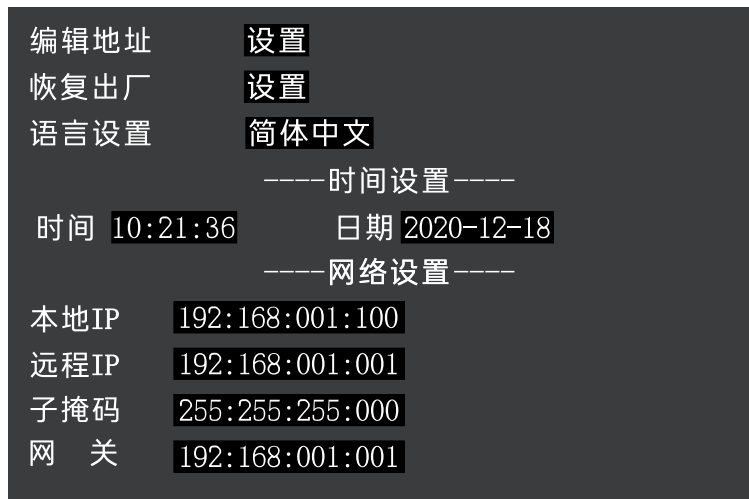 编辑地址 设置
恢复出厂 设置
语言设置 简体中文
----时间设置----
时间 10:21:36 日期 2020-12-18
----网络设置----
本地IP 192:168:001:100
远程IP 192:168:001:001
子掩码 255:255:255:000
网 关 192:168:001:001